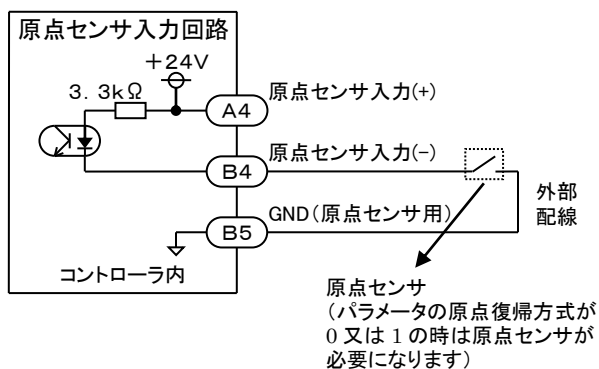 原点センサ入力回路
＋24V
3．3kΩ
A4
原点センサ入力(+)
B4
原点センサ入力(−)
外部
配線
GND（原点センサ用）
B5
コントローラ内
原点センサ
（パラメータの原点復帰方式が
0 又は 1 の時は原点センサが
必要になります）